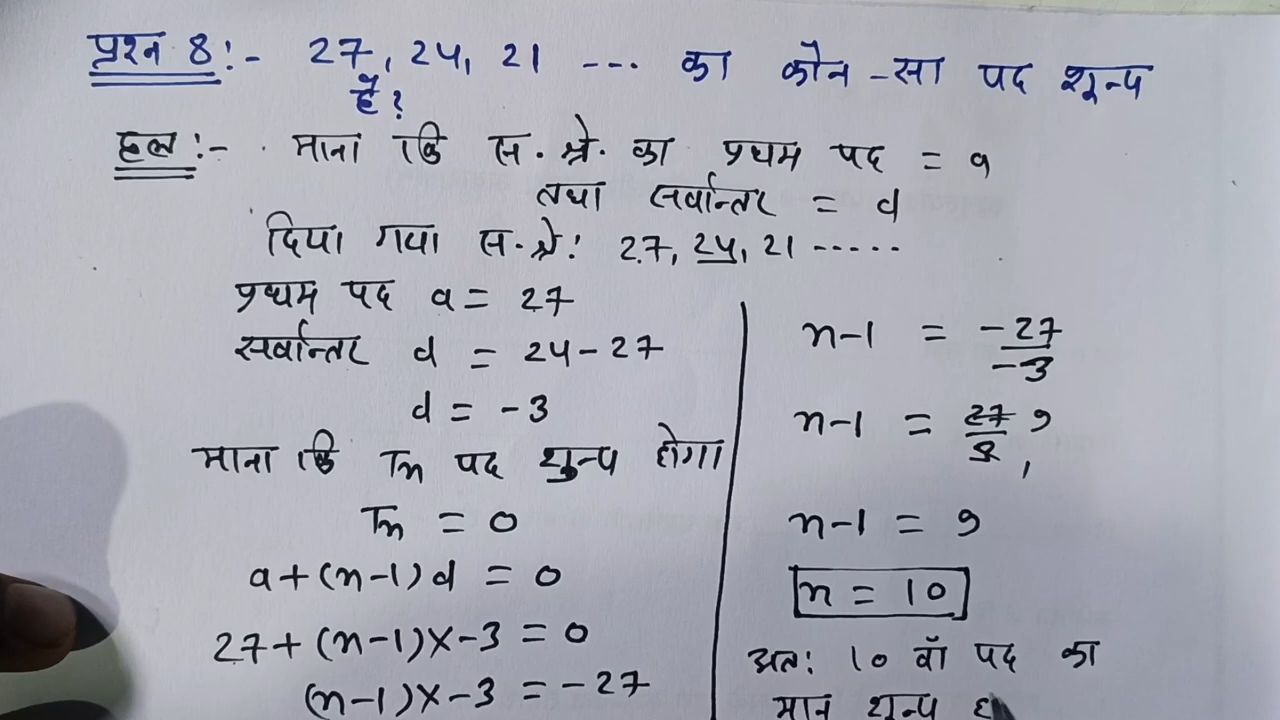 प्रश्न 8:- 27, 24, 21 --- का कौन-सा पद शून्य
है?
हल:- माना कि स.श्रे. का प्रथम पद = a
तथा सर्वान्तर = d
दिया गया स.श्रे: 27, 24, 21 .....
प्रथम पद a = 27
सर्वान्तर d = 24-27
d = -3
माना कि Tn पद शुन्य होगा
Tn = 0
a+(n-1)d = 0
27+(n-1)x-3 = 0
(n-1)x-3 = -27
n-1 = -27/-3
n-1 = 27/3 9 1
n-1 = 9
n = 10
अतः 10 वाँ पद का
मान शून्य